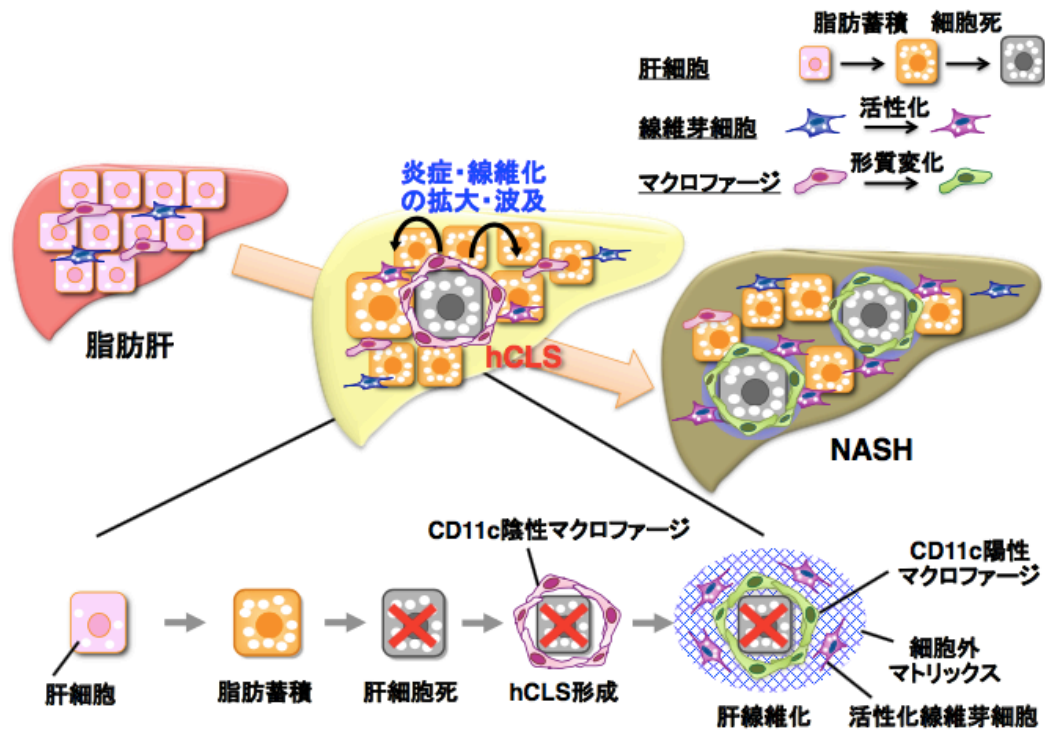 脂肪蓄積 細胞死
肝細胞
活性化
線維芽細胞
形質変化
マクロファージ
炎症・線維化
の拡大・波及
脂肪肝
hCLS
NASH
CD11c陰性マクロファージ
CD11c陽性
マクロファージ
細胞外
マトリックス
肝細胞
脂肪蓄積
肝細胞死
hCLS形成
肝線維化
活性化線維芽細胞